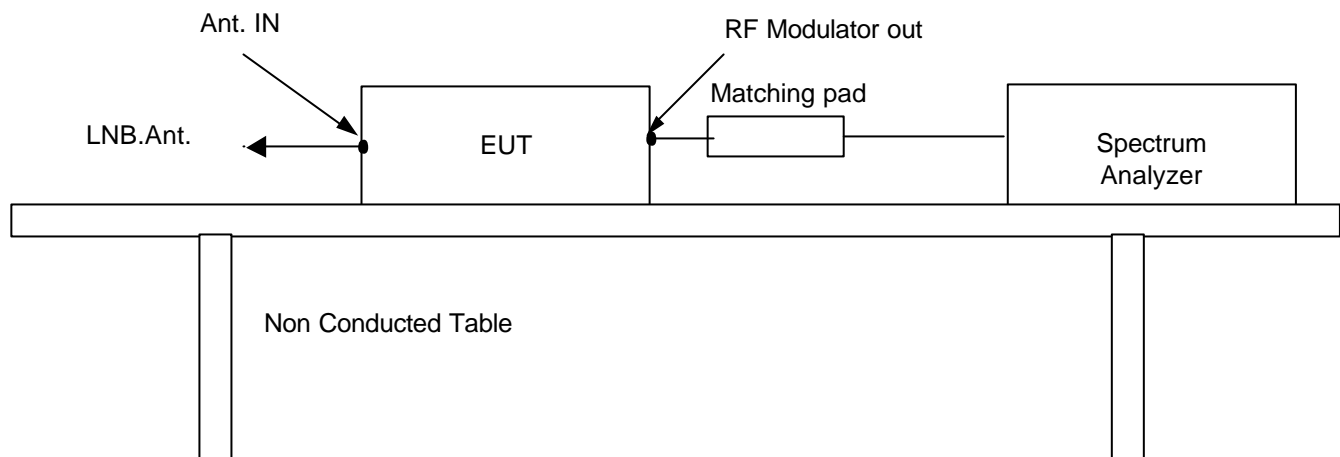 Ant. IN
RF Modulator out
Matching pad
LNB.Ant.
EUT
Spectrum
Analyzer
Non Conducted Table